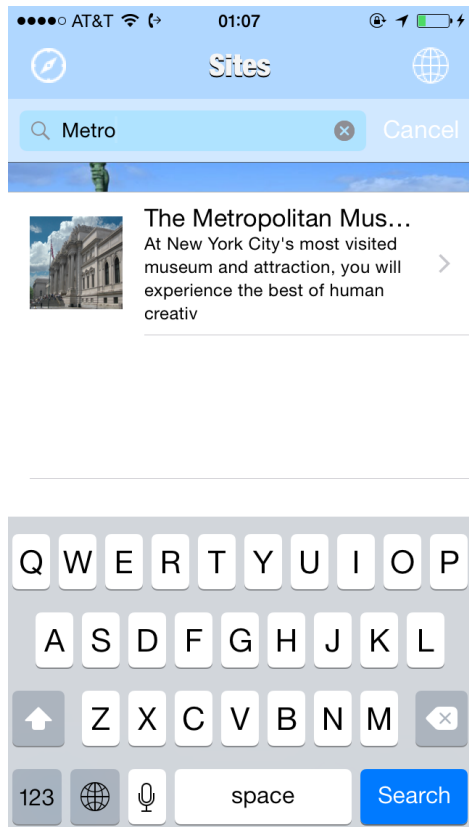 AT&T 01:07
Sites
Metro Cancel
The Metropolitan Mus...
At New York City's most visited
museum and attraction, you will
experience the best of human
creativ
Q W E R T Y U I O P
A S D F G H J K L
Z X C V B N M
123 space Search